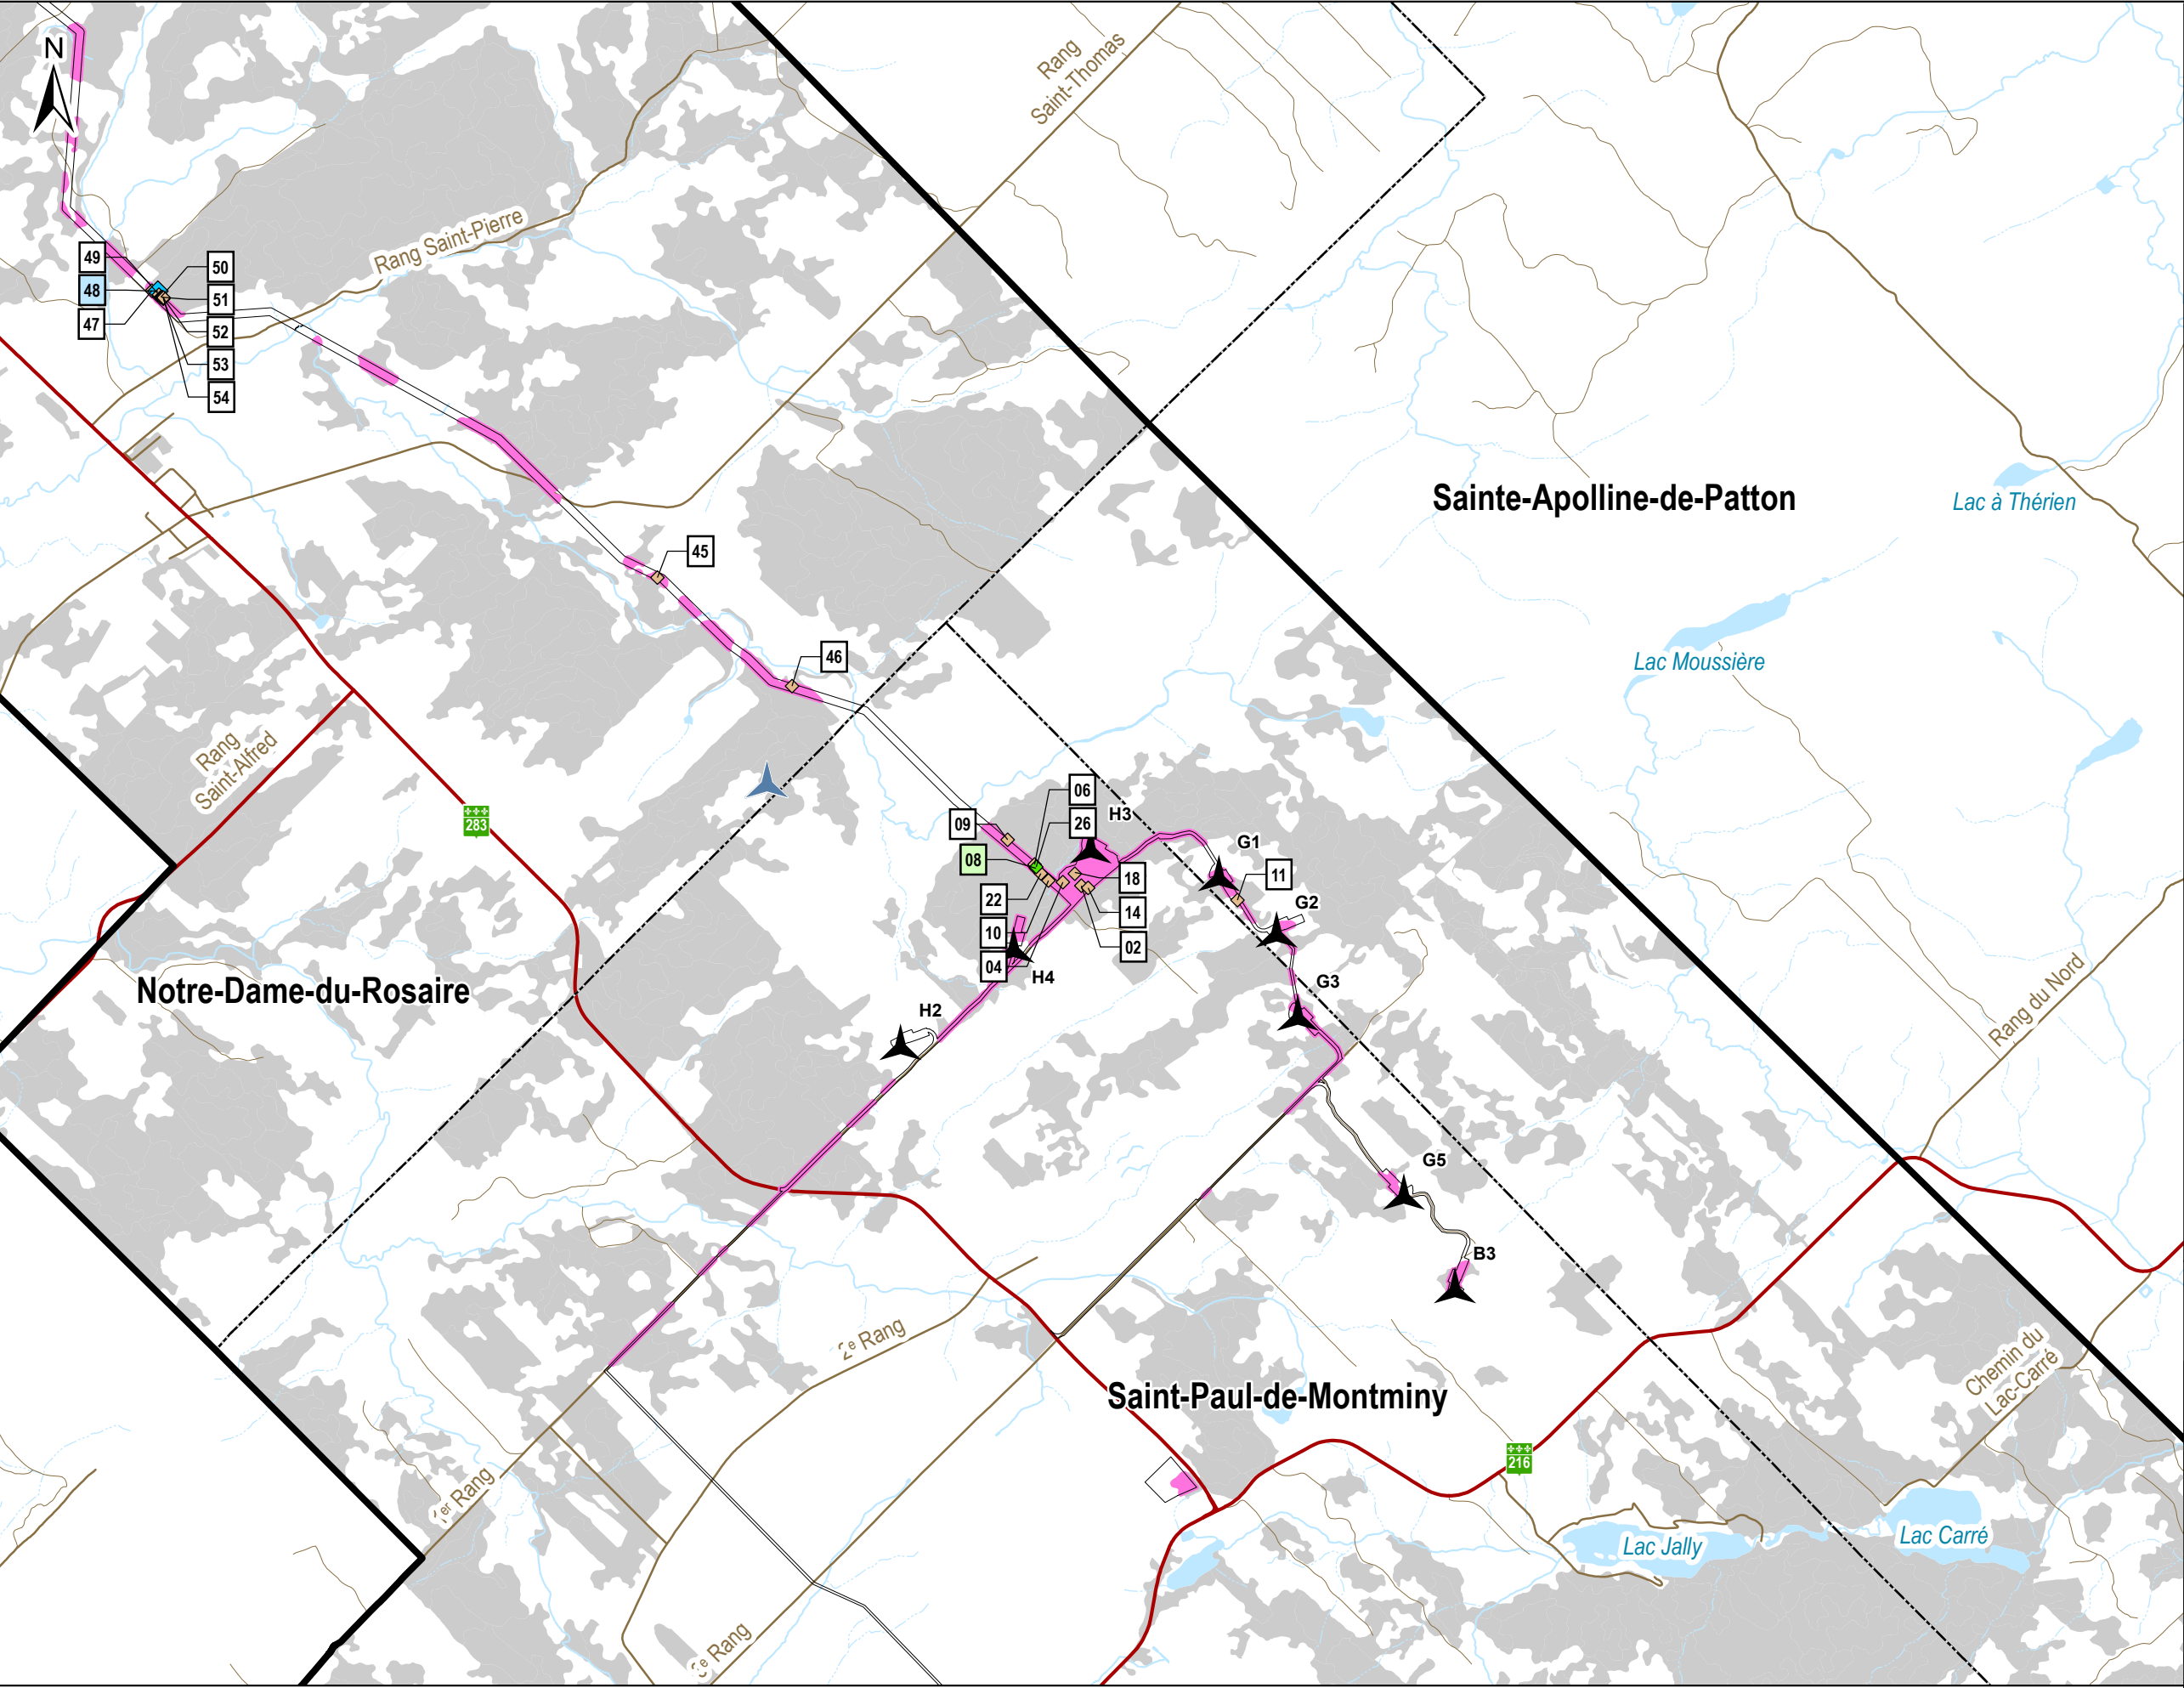 N
Rang
Saint-Thomas
Rang Saint-Pierre
49
50
48
51
47
52
53
54
Sainte-Apolline-de-Patton
Lac à Thérien
45
46
Lac Moussière
Rang
Saint-Alfred
283
06
09
26
H3
08
G1
18
11
22
G2
14
10
02
04
H4
G3
Notre-Dame-du-Rosaire
Rang du Nord
H2
G5
B3
2e Rang
Chemin du
Lac-Carré
Saint-Paul-de-Montminy
216
1er Rang
Lac Jally
Lac Carré
3e Rang